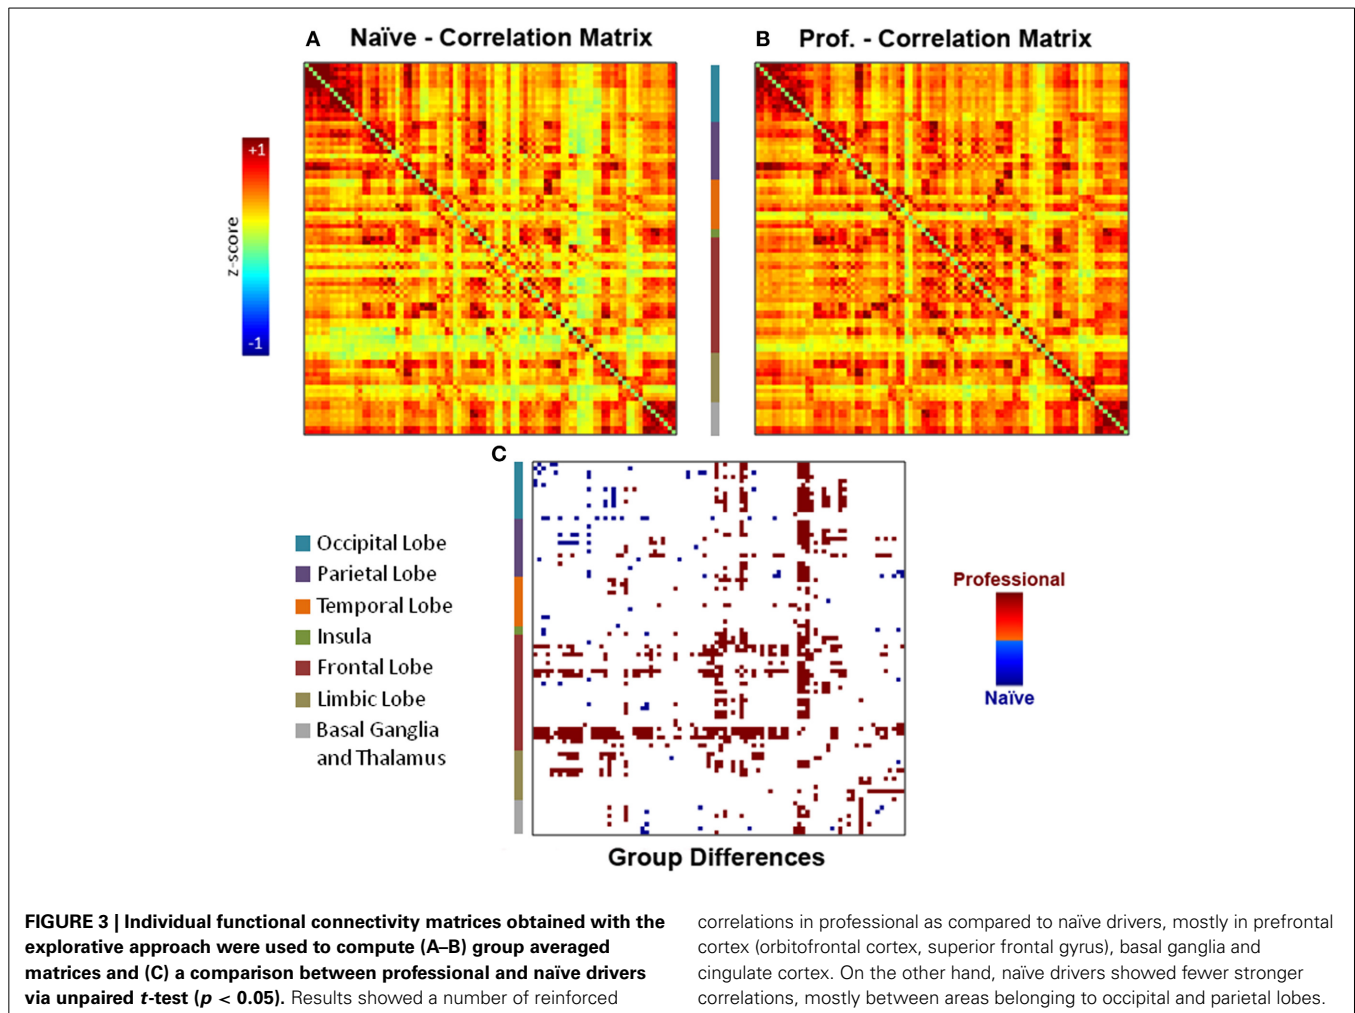 A Naïve - Correlation Matrix
B Prof. - Correlation Matrix
+1
z-score
-1
C
Occipital Lobe
Parietal Lobe
Temporal Lobe
Insula
Frontal Lobe
Limbic Lobe
Basal Ganglia
and Thalamus
Professional
Naïve
Group Differences
FIGURE 3 | Individual functional connectivity matrices obtained with the
explorative approach were used to compute (A–B) group averaged
matrices and (C) a comparison between professional and naïve drivers
via unpaired t-test (p < 0.05). Results showed a number of reinforced
correlations in professional as compared to naïve drivers, mostly in prefrontal
cortex (orbitofrontal cortex, superior frontal gyrus), basal ganglia and
cingulate cortex. On the other hand, naïve drivers showed fewer stronger
correlations, mostly between areas belonging to occipital and parietal lobes.